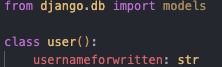 from django.db import models
class user():
usernameforwritten: str